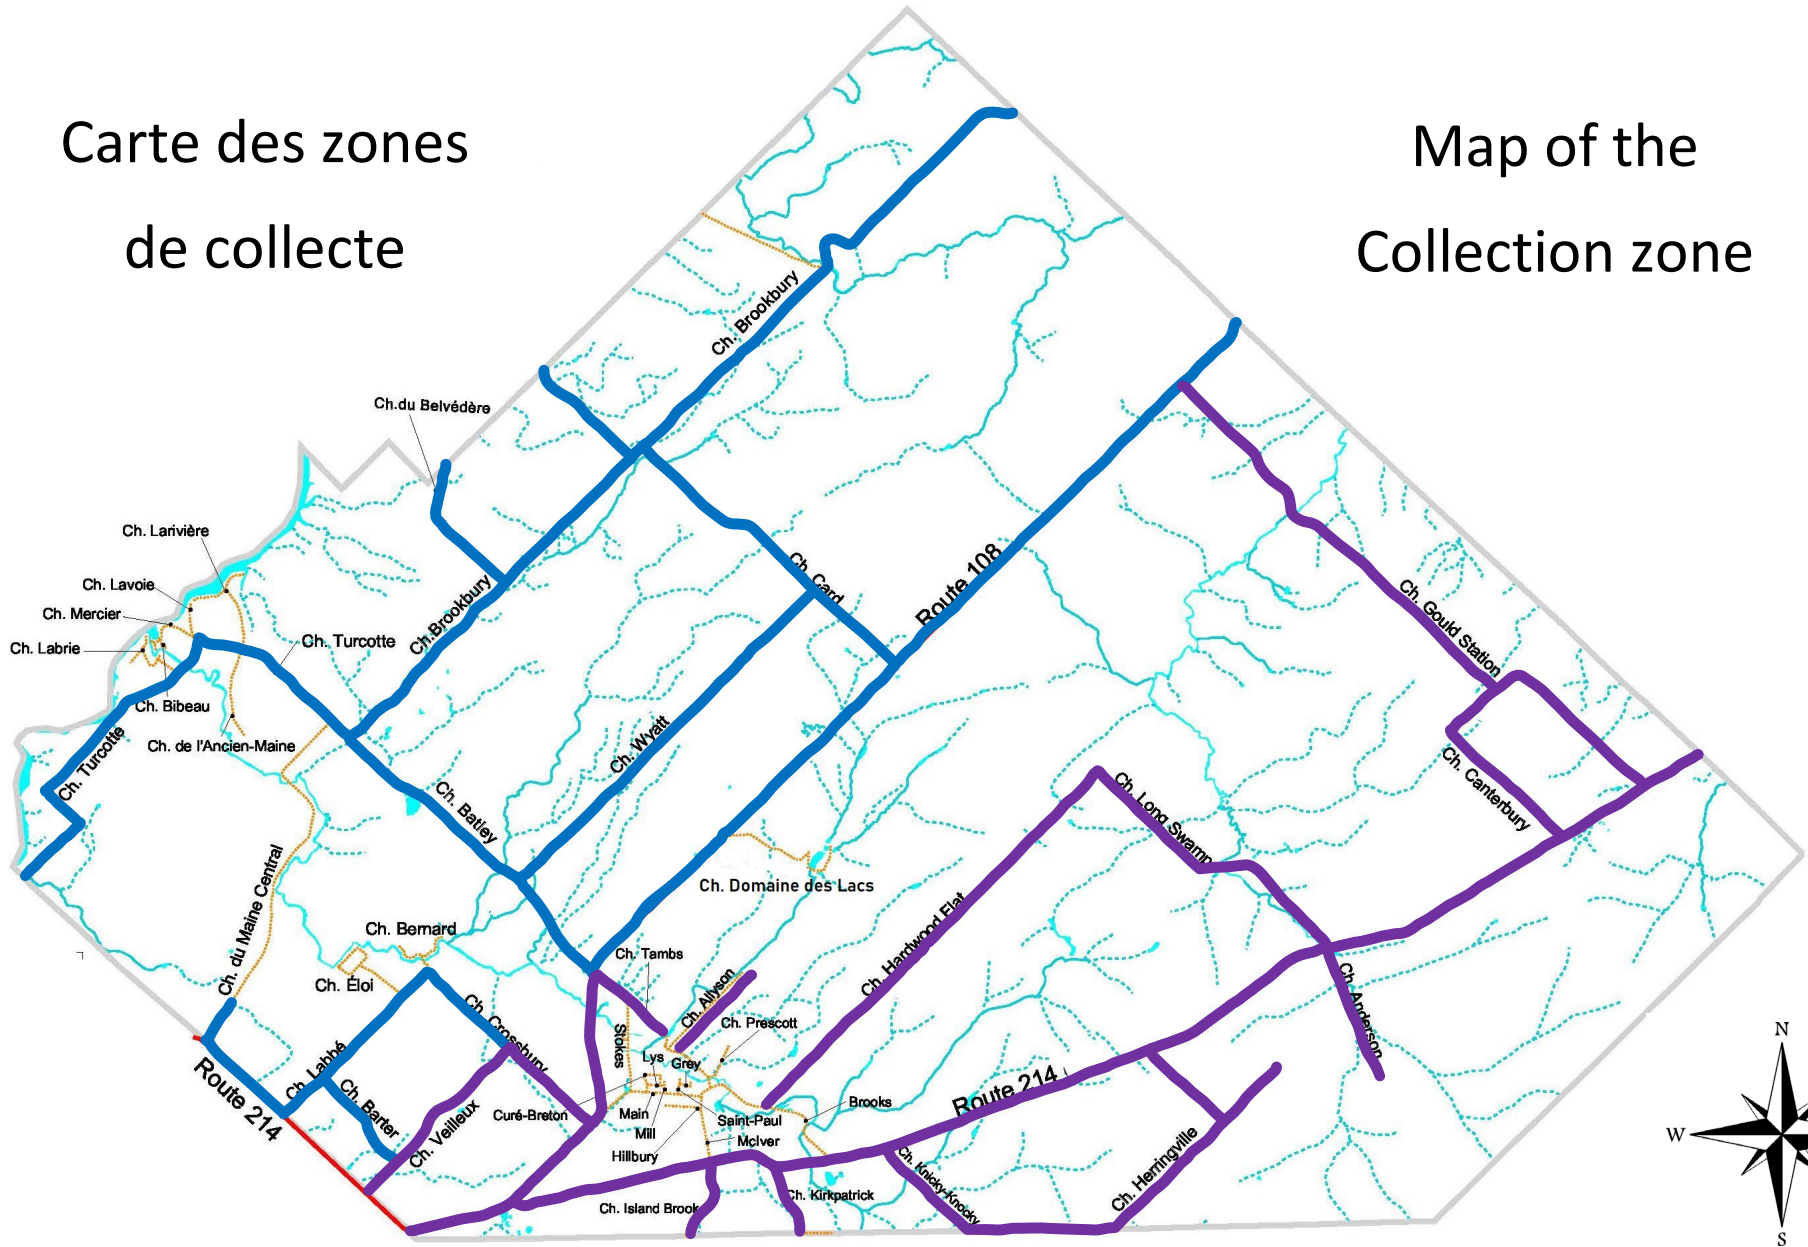 Carte des zones
de collecte
Map of the
Collection zone
Ch. Brookbury
Ch.du Belvédère
Ch. Larivière
Ch. Lavoie
Ch. Mercier
Ch. Labrie
Ch. Turcotte
Ch.Brookbury
Ch. Card
Route 108
Ch. Gould Station
Ch. Bibeau
Ch. de l'Ancien-Maine
Ch. Turcotte
Ch. Wyatt
Ch. Batley
Ch. Canterbury
Ch. Long Swamp
Ch. Domaine des Lacs
Ch. du Maine Central
Ch. Bernard
Ch. Hardwood Flat
Ch. Éloi
Ch. Tambs
Ch. Allyson
Ch. Anderson
Ch. Crossbury
Ch. Prescott
Stokes
Lys
Grey
Ch. Labbé
Route 214
Ch. Barter
Ch. Veilleux
Curé-Breton
Main
Mill
Saint-Paul
McIver
Hillbury
Brooks
Route 214
Ch. Island Brook
Ch. Kirkpatrick
Ch. Knicky-Knocky
Ch. Herringville
N
W
S